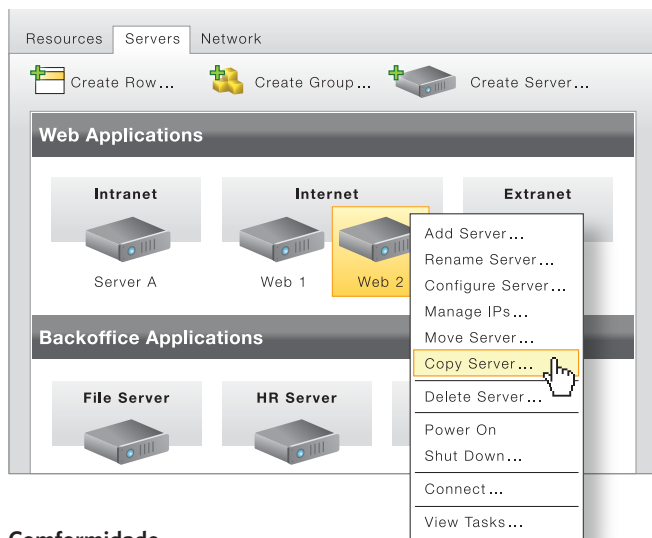 Resources Servers Network
Create Row... Create Group... Create Server...
Web Applications
Intranet Internet Extranet
Server A Web 1 Web 2
Add Server...
Rename Server...
Configure Server...
Manage IPs...
Move Server...
Copy Server...
Delete Server...
Power On
Shut Down...
Connect...
View Tasks...
Backoffice Applications
File Server HR Server